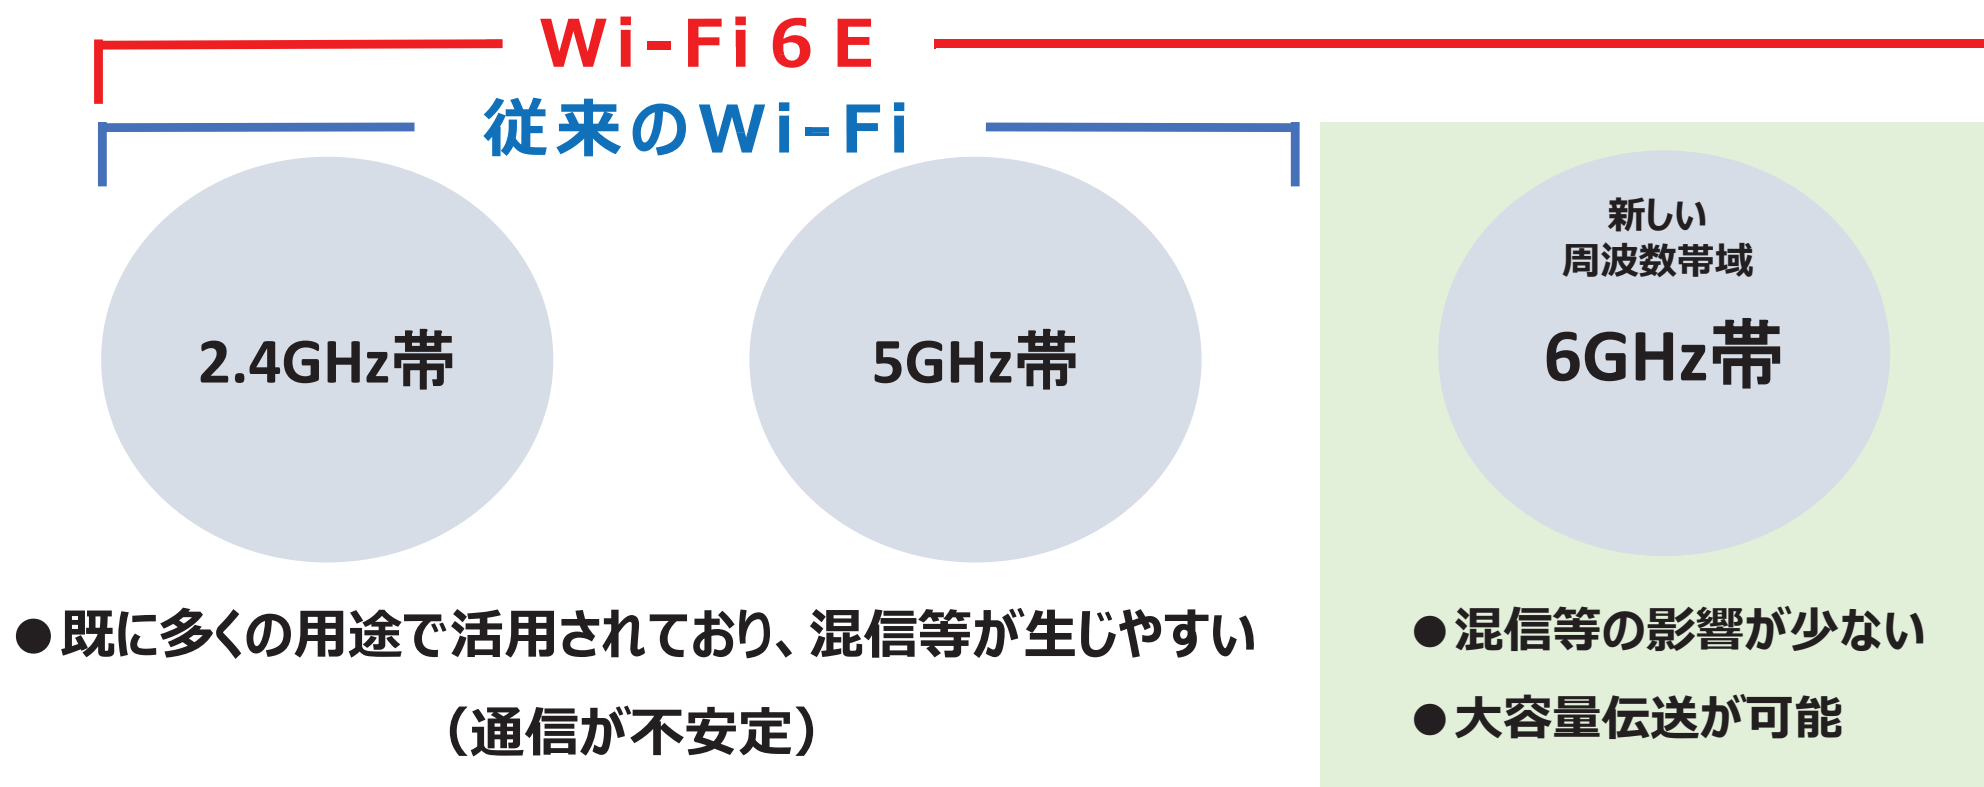 Wi-Fi６E
従来のWi-Fi
新しい
周波数帯域
2.4GHz帯
5GHz帯
6GHz帯
●既に多くの用途で活用されており、混信等が生じやすい
（通信が不安定）
●混信等の影響が少ない
●大容量伝送が可能